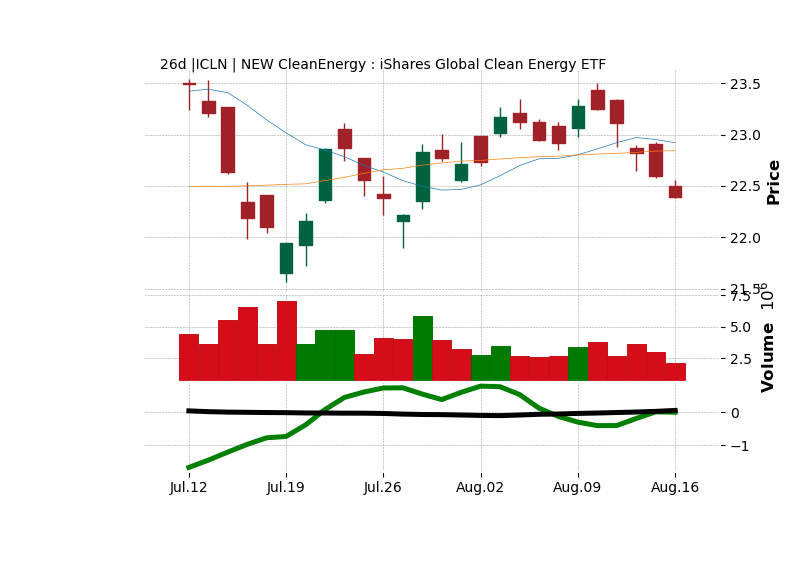 26d |ICLN | NEW CleanEnergy : iShares Global Clean Energy ETF
23.5
23.0
22.5
22.0
21.5
Price
7.5
5.0
2.5
Volume 10^6
0
−1
Jul.12 Jul.19 Jul.26 Aug.02 Aug.09 Aug.16